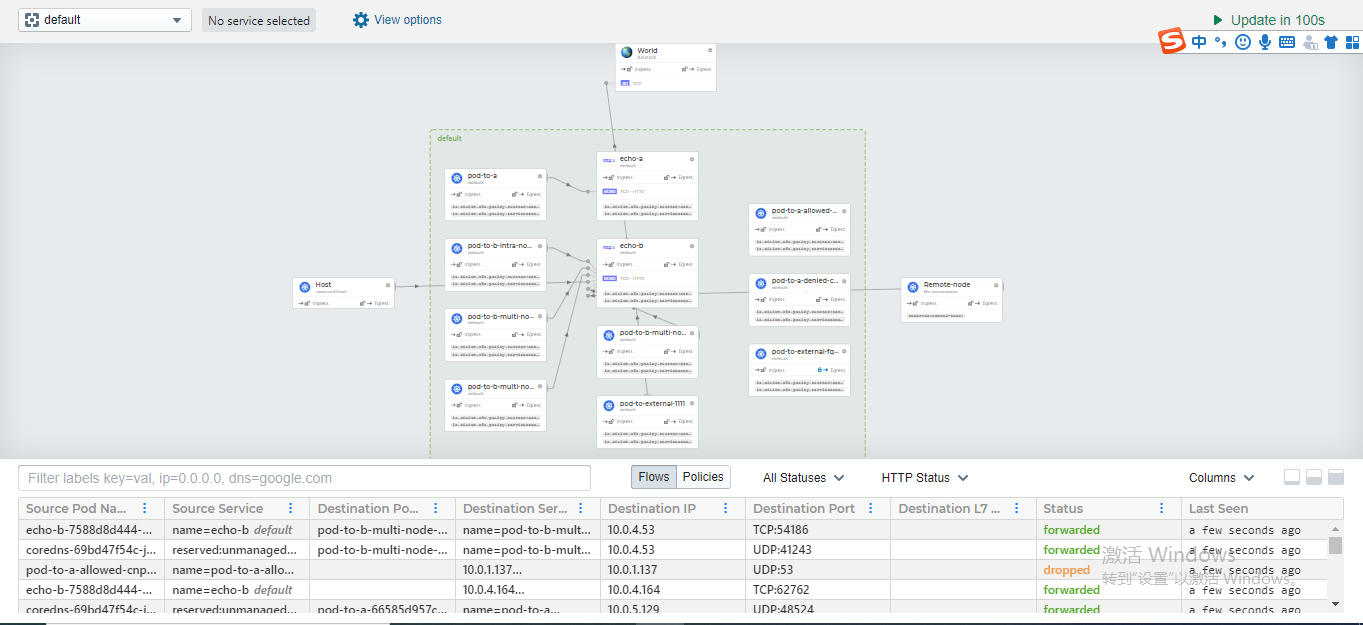 default
No service selected
View options
Update in 100s
中
World
Ingress
Egress
TCP
default
echo-a
default
Ingress
Egress
TCP · HTTP
pod-to-a
default
Ingress
Egress
pod-to-a-allowed-...
default
Ingress
Egress
pod-to-b-intra-no...
default
Ingress
Egress
echo-b
default
Ingress
Egress
TCP · HTTP
pod-to-a-denied-c...
default
Ingress
Egress
Host
Ingress
Egress
Remote-node
Ingress
Egress
pod-to-b-multi-no...
default
Ingress
Egress
pod-to-b-multi-no...
default
Ingress
Egress
pod-to-external-fq...
default
Ingress
Egress
pod-to-b-multi-no...
default
Ingress
Egress
pod-to-external-1111
default
Ingress
Egress
Filter labels key=val, ip=0.0.0.0, dns=google.com
Flows Policies
All Statuses
HTTP Status
Columns
Source Pod Na... Source Service Destination Po... Destination Ser... Destination IP Destination Port Destination L7 ... Status Last Seen
echo-b-7588d8d444-... name=echo-b default pod-to-b-multi-node-... name=pod-to-b-mult... 10.0.4.53 TCP:54186 forwarded a few seconds ago
coredns-69bd47f54c-j... reserved:unmanaged... pod-to-b-multi-node-... name=pod-to-b-mult... 10.0.4.53 UDP:41243 forwarded a few seconds ago
pod-to-a-allowed-cnp... name=pod-to-a-allo... 10.0.1.137... 10.0.1.137 UDP:53 dropped a few seconds ago
echo-b-7588d8d444-... name=echo-b default 10.0.4.164... 10.0.4.164 TCP:62762 forwarded a few seconds ago
coredns-69bd47f54c-j... reserved:unmanaged... pod-to-a-66585d957c... name=pod-to-a... 10.0.5.129 UDP:48524 forwarded a few seconds ago
激活 Windows
转到"设置"以激活 Windows。